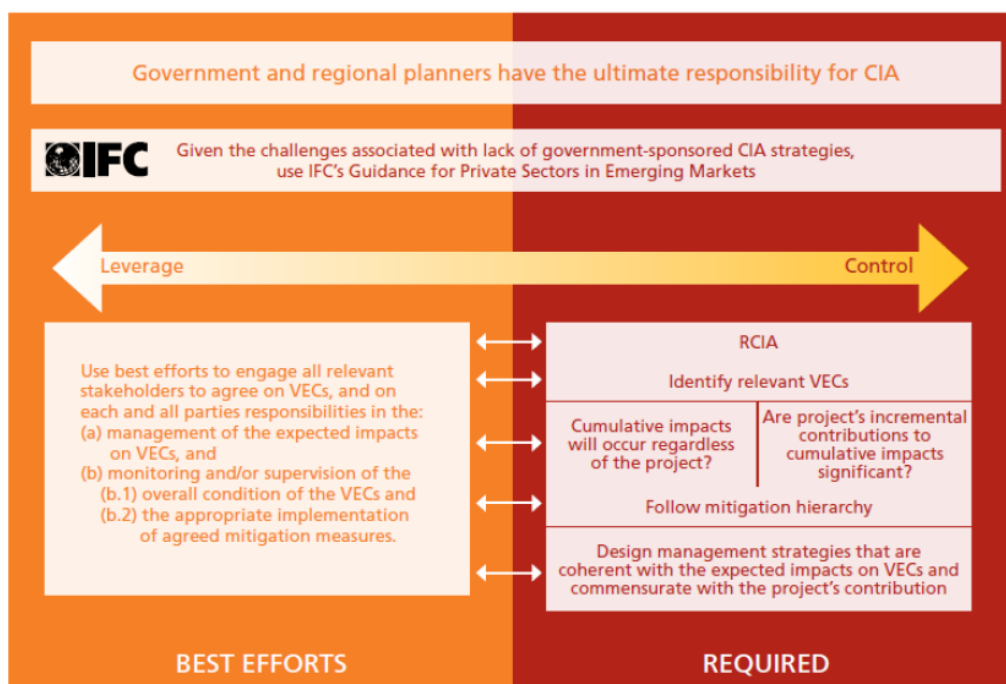 Government and regional planners have the ultimate responsibility for CIA
IFC
Given the challenges associated with lack of government-sponsored CIA strategies,
use IFC's Guidance for Private Sectors in Emerging Markets
Leverage
Control
Use best efforts to engage all relevant
stakeholders to agree on VECs, and on
each and all parties responsibilities in the:
(a) management of the expected impacts
on VECs, and
(b) monitoring and/or supervision of the
(b.1) overall condition of the VECs and
(b.2) the appropriate implementation
of agreed mitigation measures.
RCIA
Identify relevant VECs
Cumulative impacts
will occur regardless
of the project?
Are project's incremental
contributions to
cumulative impacts
significant?
Follow mitigation hierarchy
Design management strategies that are
coherent with the expected impacts on VECs and
commensurate with the project's contribution
BEST EFFORTS
REQUIRED